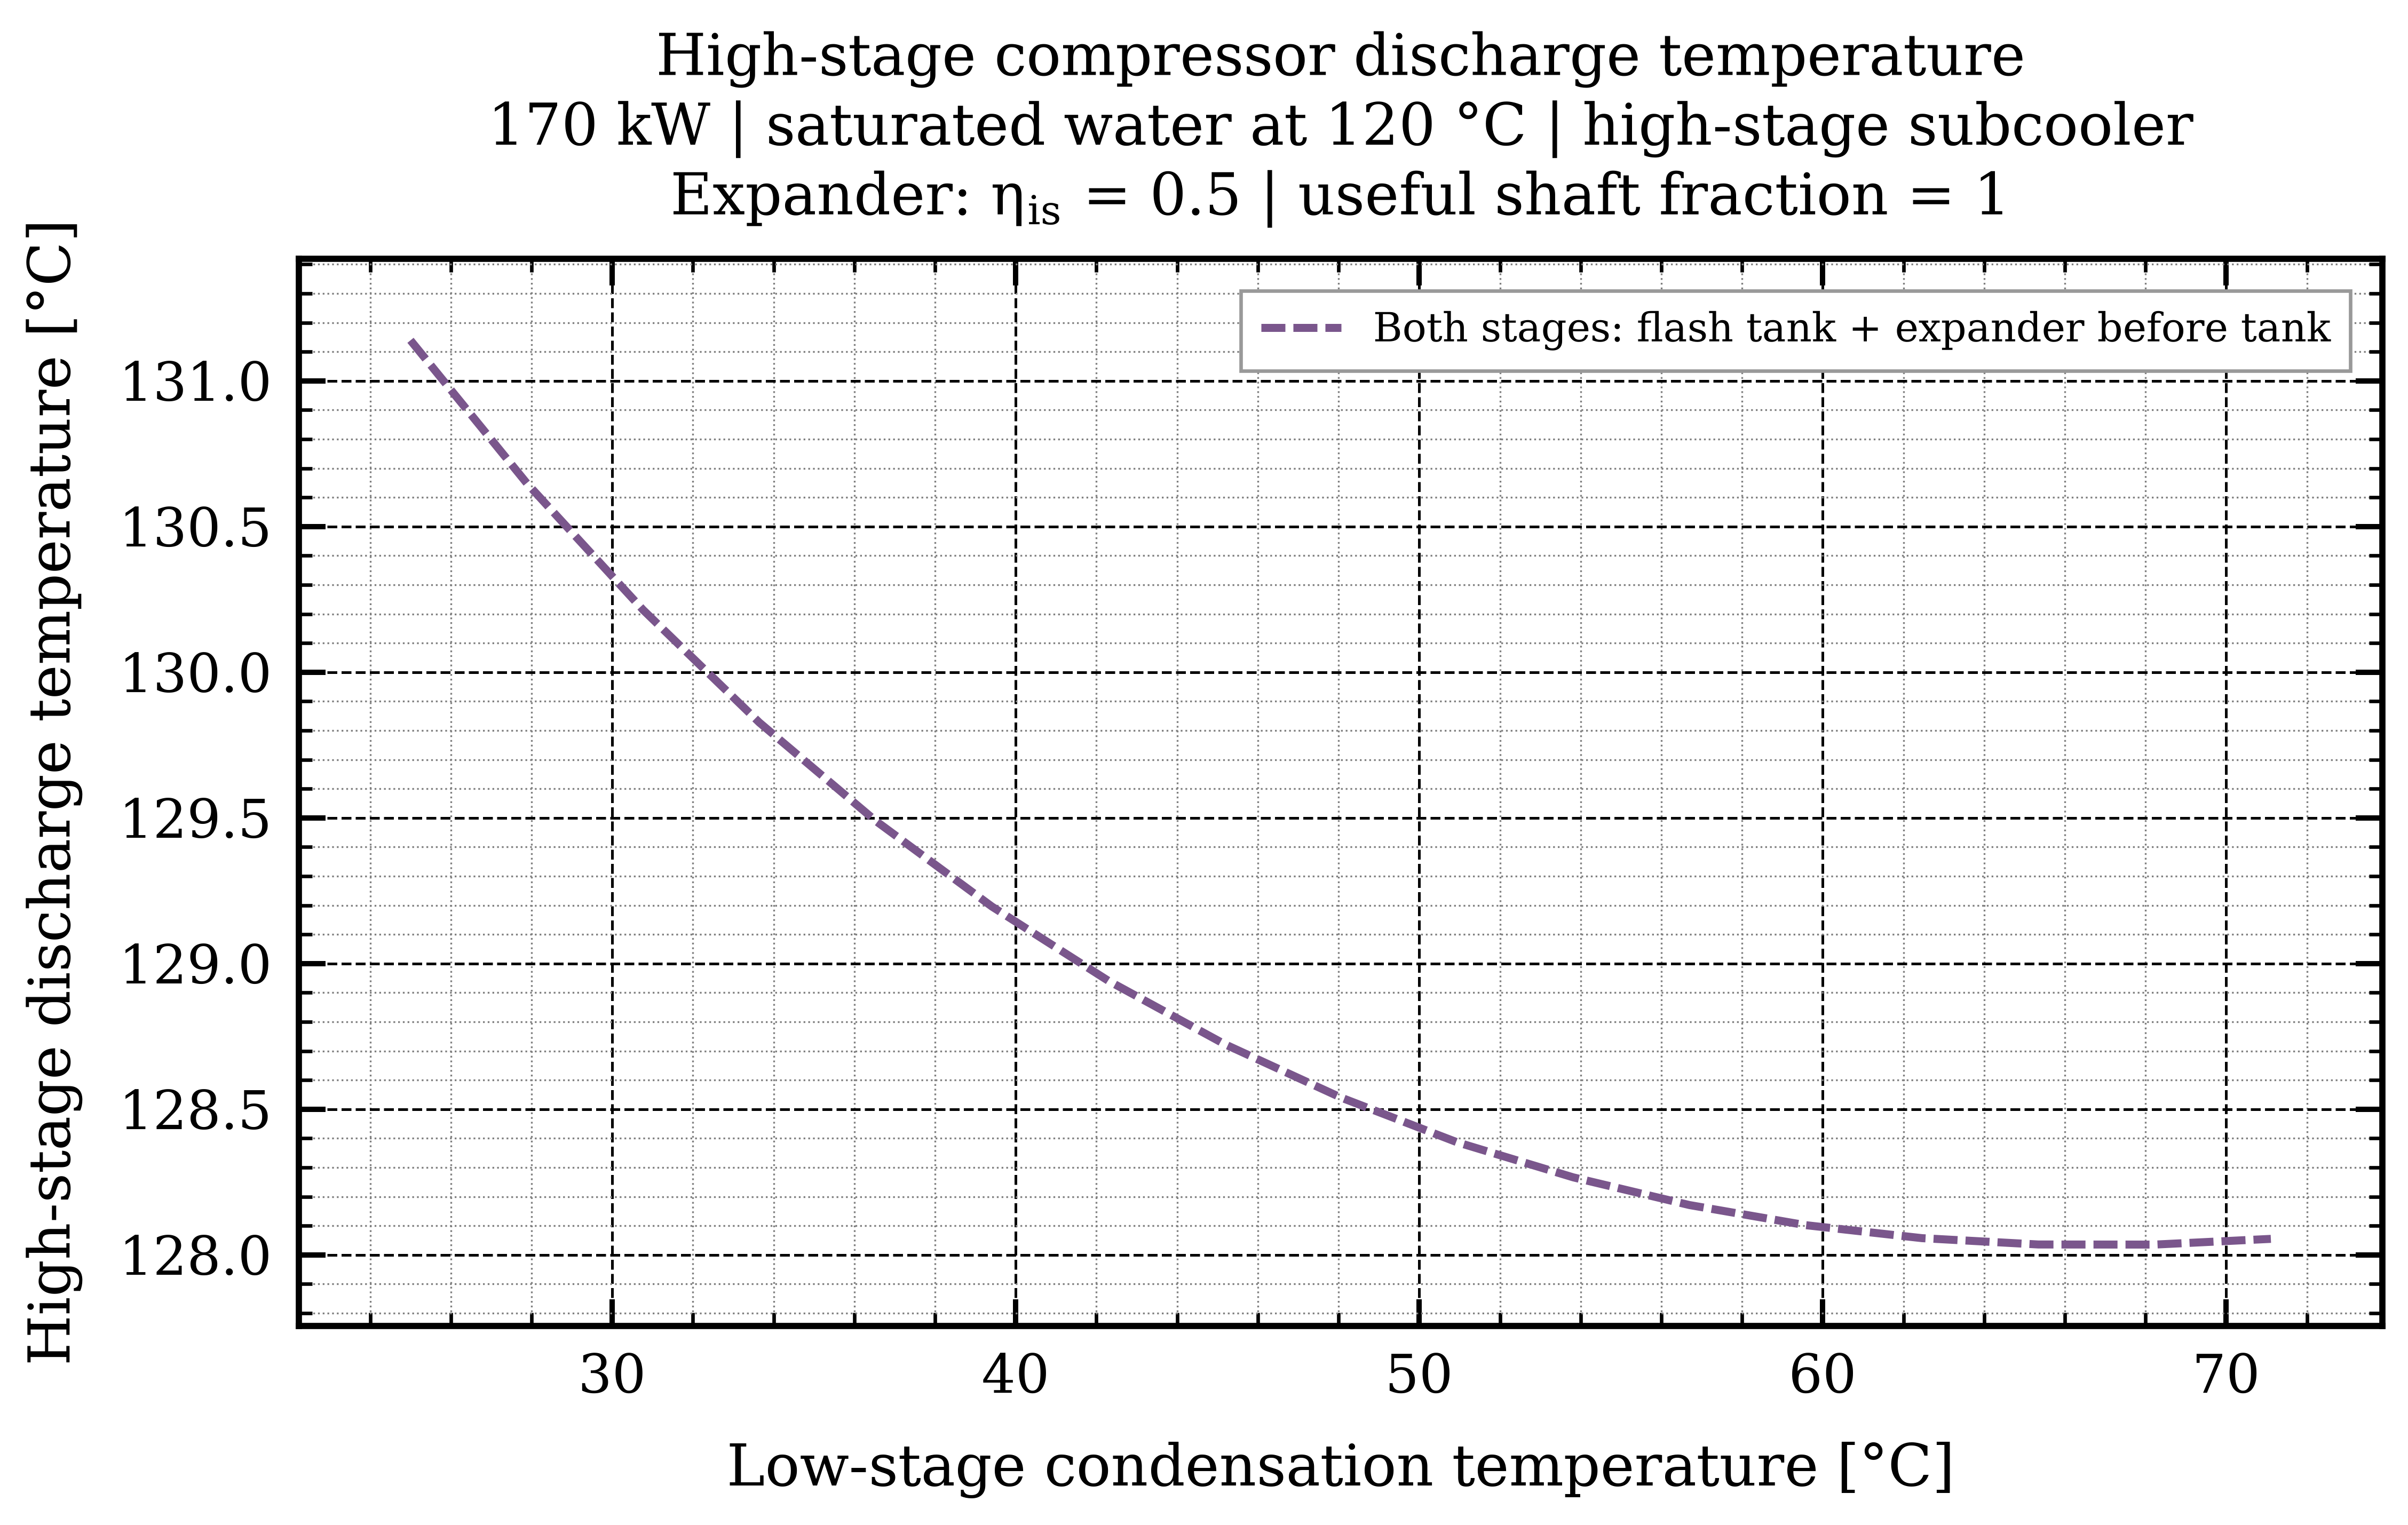 High-stage compressor discharge temperature
170 kW | saturated water at 120 °C | high-stage subcooler
Expander: ηis = 0.5 | useful shaft fraction = 1
High-stage discharge temperature [°C]
Both stages: flash tank + expander before tank
131.0
130.5
130.0
129.5
129.0
128.5
128.0
30 40 50 60 70
Low-stage condensation temperature [°C]